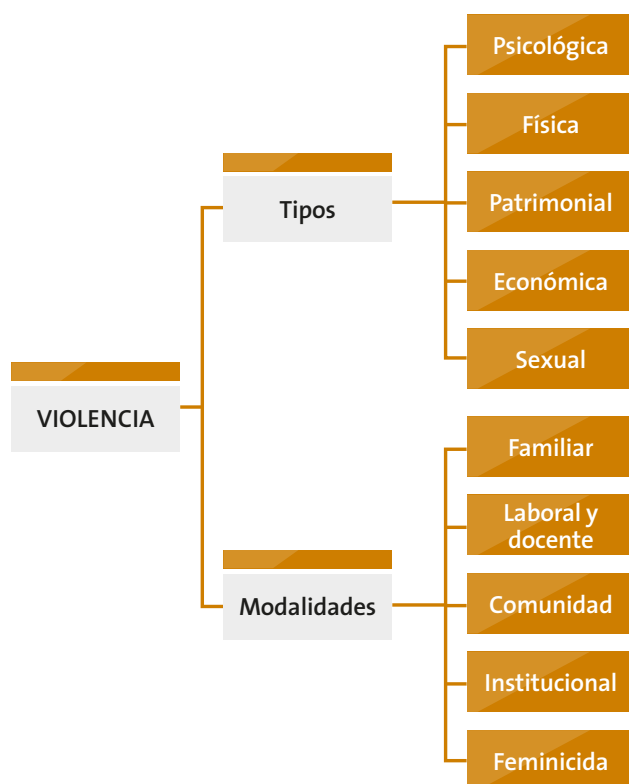 VIOLENCIA
Tipos
Psicológica
Física
Patrimonial
Económica
Sexual
Modalidades
Familiar
Laboral y
docente
Comunidad
Institucional
Feminicida